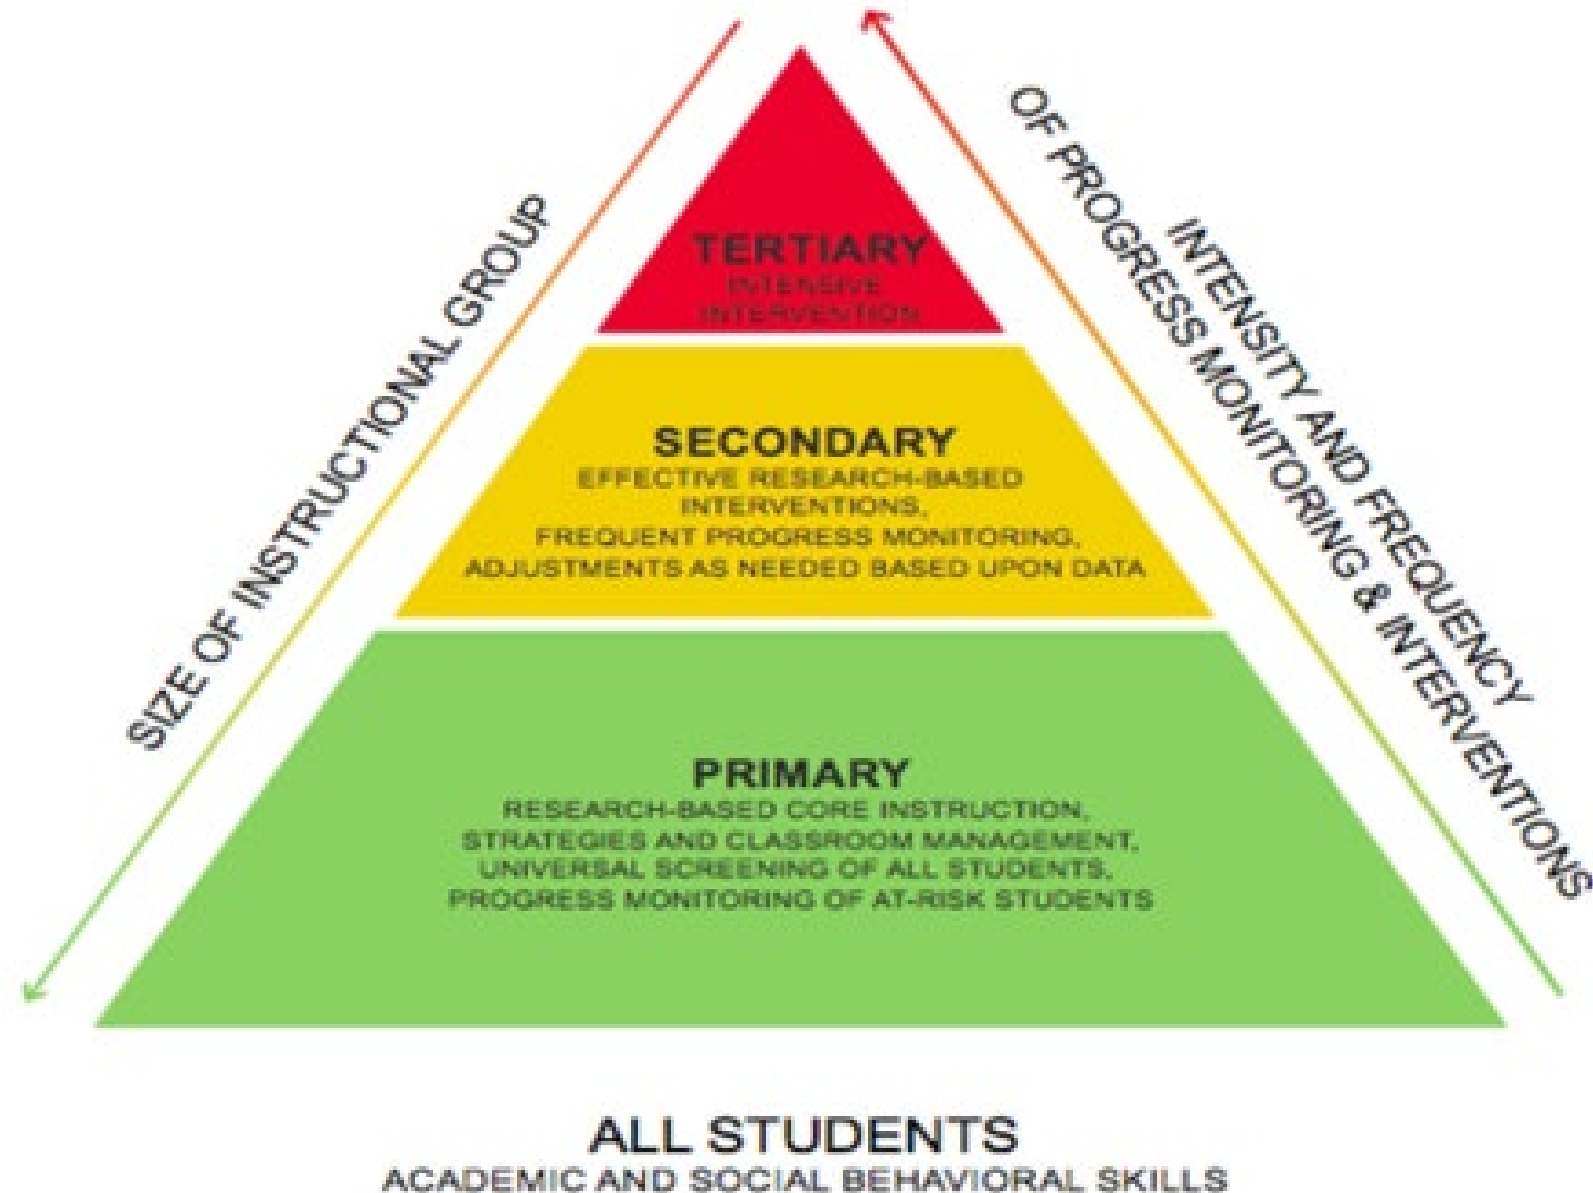 SIZE OF INSTRUCTIONAL GROUP
INTENSITY AND FREQUENCY
OF PROGRESS MONITORING & INTERVENTIONS
TERTIARY
INTENSIVE
INTERVENTION
SECONDARY
EFFECTIVE RESEARCH-BASED
INTERVENTIONS,
FREQUENT PROGRESS MONITORING,
ADJUSTMENTS AS NEEDED BASED UPON DATA
PRIMARY
RESEARCH-BASED CORE INSTRUCTION,
STRATEGIES AND CLASSROOM MANAGEMENT,
UNIVERSAL SCREENING OF ALL STUDENTS,
PROGRESS MONITORING OF AT-RISK STUDENTS
ALL STUDENTS
ACADEMIC AND SOCIAL BEHAVIORAL SKILLS